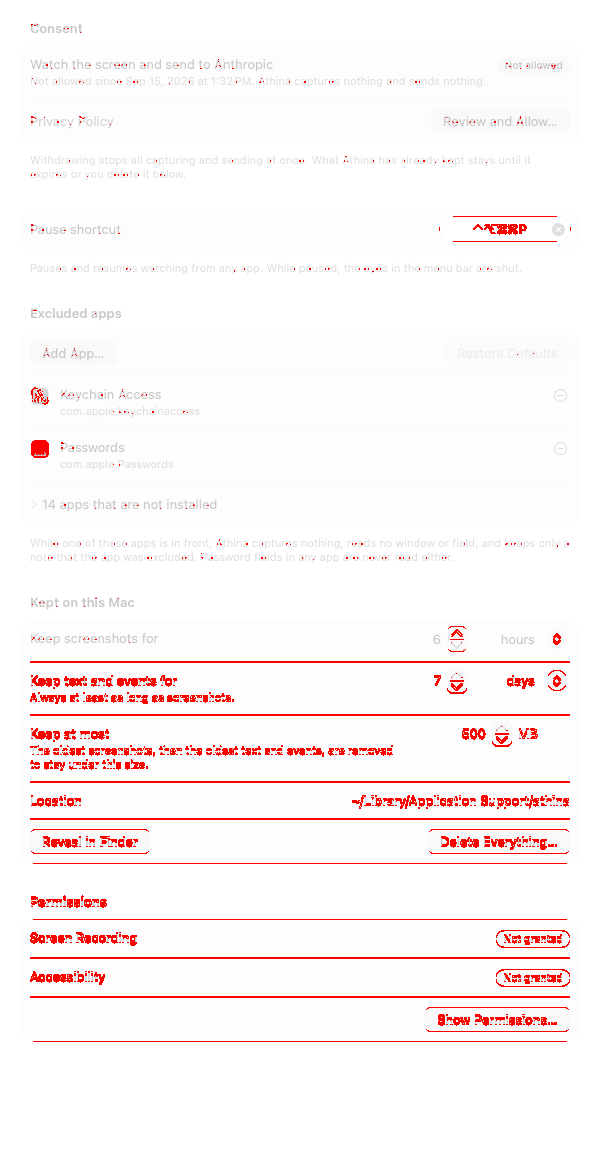 Consent
Watch the screen and send to Anthropic
Not allowed
Not allowed since Sep 15, 2026 at 1:32 PM. Athina captures nothing and sends nothing.
Privacy Policy
Review and Allow...
Withdrawing stops all capturing and sending at once. What Athina has already kept stays until it
expires or you delete it below.
Pause shortcut
Pauses and resumes watching from any app. While paused, the eyes in the menu bar are shut.
Excluded apps
Add App...
Restore Defaults
Keychain Access
com.apple.keychainaccess
Passwords
com.apple.Passwords
14 apps that are not installed
While one of these apps is in front, Athina captures nothing, reads no window or field, and keeps only a
note that the app was excluded. Password fields in any app are never read either.
Kept on this Mac
Keep screenshots for
6
hours
Keep text and events for
7
days
Always at least as long as screenshots.
Keep at most
500
MB
The oldest screenshots, then the oldest text and events, are removed
to stay under this size.
Location
~/Library/Application Support/athina
Reveal in Finder
Delete Everything...
Permissions
Screen Recording
Not granted
Accessibility
Not granted
Show Permissions...